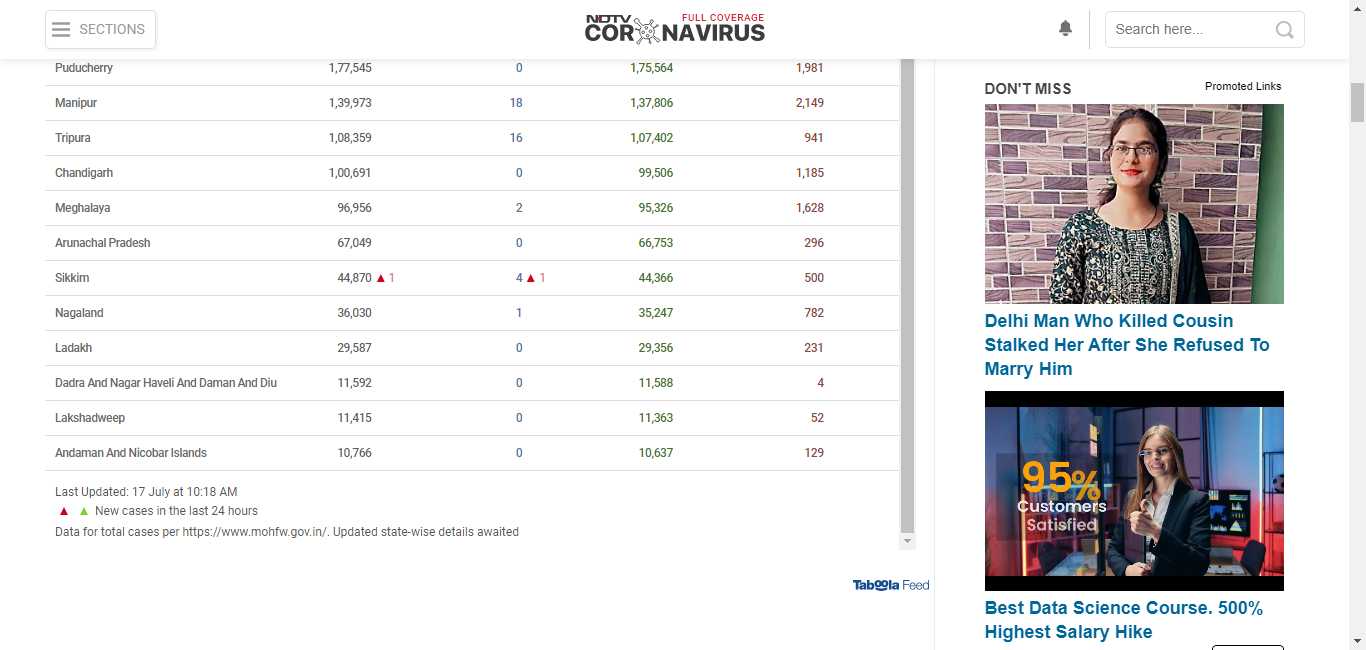 SECTIONS
NDTV FULL COVERAGE
CORONAVIRUS
Search here...
Puducherry 1,77,545 0 1,75,564 1,981
Manipur 1,39,973 18 1,37,806 2,149
Tripura 1,08,359 16 1,07,402 941
Chandigarh 1,00,691 0 99,506 1,185
Meghalaya 96,956 2 95,326 1,628
Arunachal Pradesh 67,049 0 66,753 296
Sikkim 44,870 ▲ 1 4 ▲ 1 44,366 500
Nagaland 36,030 1 35,247 782
Ladakh 29,587 0 29,356 231
Dadra And Nagar Haveli And Daman And Diu 11,592 0 11,588 4
Lakshadweep 11,415 0 11,363 52
Andaman And Nicobar Islands 10,766 0 10,637 129
Last Updated: 17 July at 10:18 AM
▲ ▲ New cases in the last 24 hours
Data for total cases per https://www.mohfw.gov.in/. Updated state-wise details awaited
Taboola Feed
DON'T MISS
Promoted Links
Delhi Man Who Killed Cousin
Stalked Her After She Refused To
Marry Him
95%
Customers
Satisfied
Best Data Science Course. 500%
Highest Salary Hike